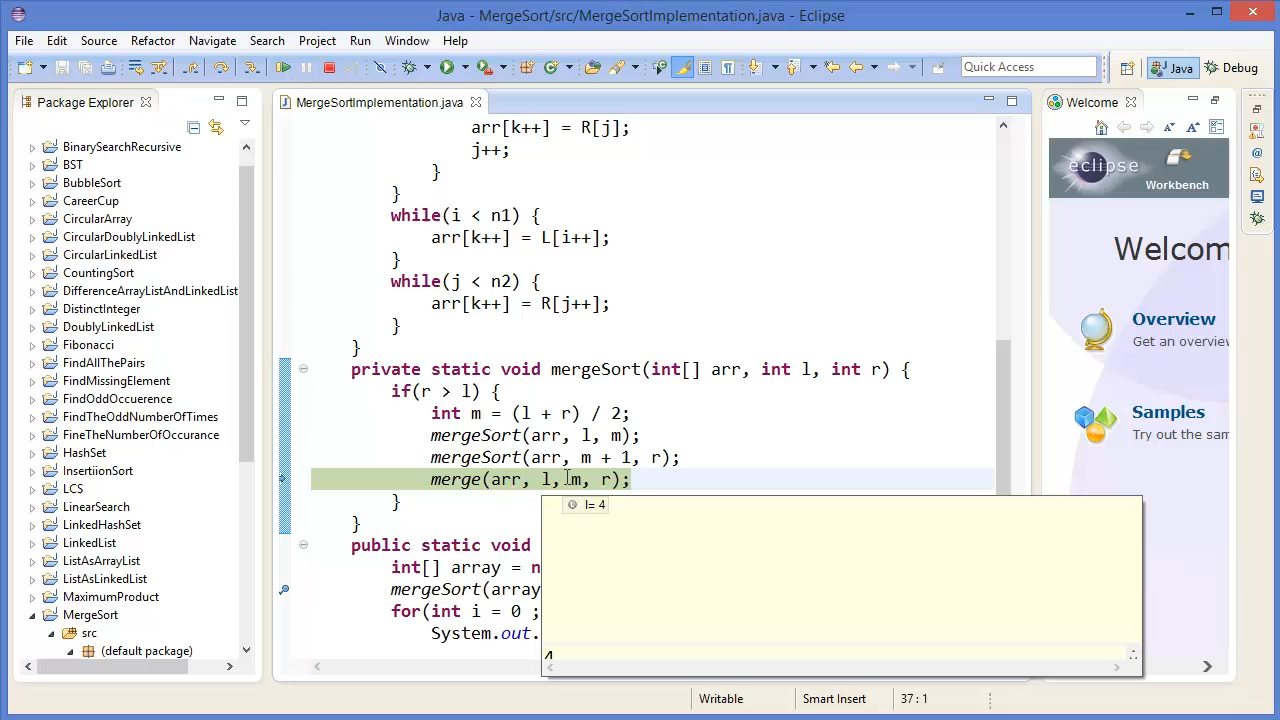 Java - MergeSort/src/MergeSortImplementation.java - Eclipse
File Edit Source Refactor Navigate Search Project Run Window Help
Quick Access
Java
Debug
Package Explorer
BinarySearchRecursive
BST
BubbleSort
CareerCup
CircularArray
CircularDoublyLinkedList
CircularLinkedList
CountingSort
DifferenceArrayListAndLinkedList
DistinctInteger
DoublyLinkedList
Fibonacci
FindAllThePairs
FindMissingElement
FindOddOccuerence
FindTheOddNumberOfTimes
FineTheNumberOfOccurance
HashSet
InsertiionSort
LCS
LinearSearch
LinkedHashSet
LinkedList
ListAsArrayList
ListAsLinkedList
MaximumProduct
MergeSort
src
(default package)
MergeSortImplementation.java
arr[k++] = R[j];
j++;
}
}
while(i < n1) {
arr[k++] = L[i++];
}
while(j < n2) {
arr[k++] = R[j++];
}
}
private static void mergeSort(int[] arr, int l, int r) {
if(r > l) {
int m = (l + r) / 2;
mergeSort(arr, l, m);
mergeSort(arr, m + 1, r);
merge(arr, l, m, r);
}
}
public static void
int[] array = n
mergeSort(array
for(int i = 0 ;
System.out.
l= 4
4
Welcome
eclipse
Workbench
Welcom
Overview
Get an overview
Samples
Try out the sam
Writable
Smart Insert
37 : 1